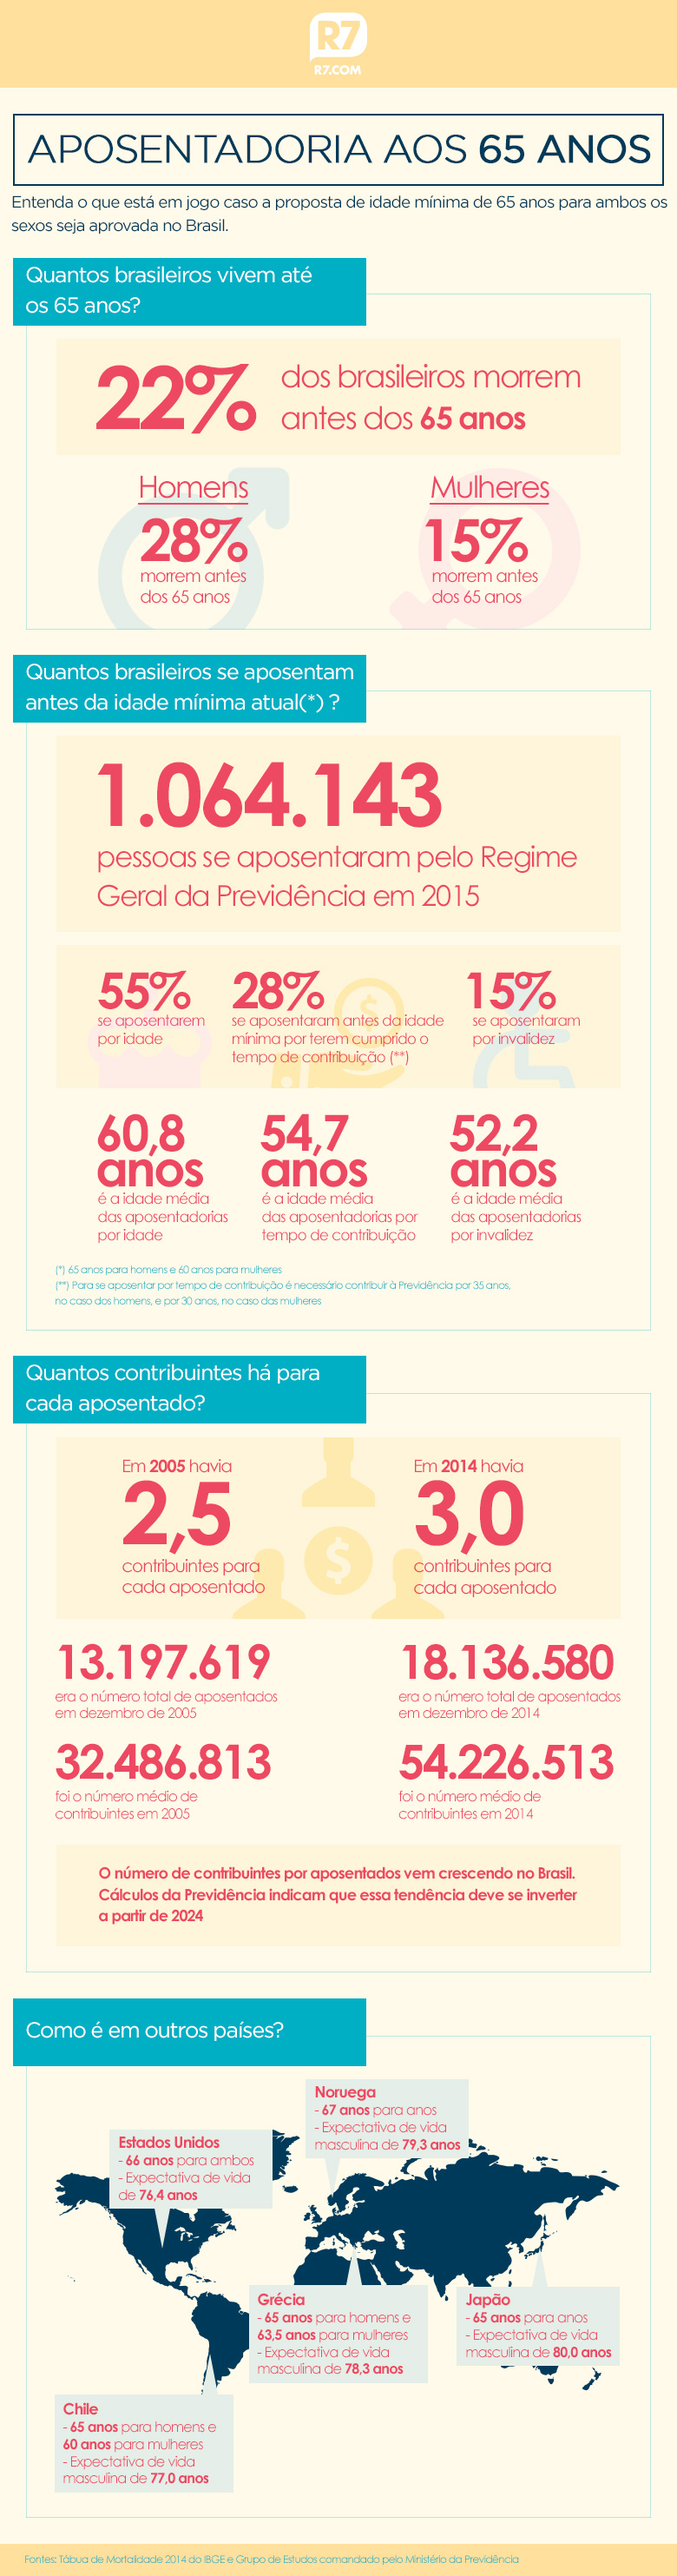 R7
R7.COM
APOSENTADORIA AOS 65 ANOS
Entenda o que está em jogo caso a proposta de idade mínima de 65 anos para ambos os
sexos seja aprovada no Brasil.
Quantos brasileiros vivem até
os 65 anos?
22%
dos brasileiros morrem
antes dos 65 anos
Homens
28%
morrem antes
dos 65 anos
Mulheres
15%
morrem antes
dos 65 anos
Quantos brasileiros se aposentam
antes da idade mínima atual(*) ?
1.064.143
pessoas se aposentaram pelo Regime
Geral da Previdência em 2015
55%
se aposentarem
por idade
28%
se aposentaram antes da idade
mínima por terem cumprido o
tempo de contribuição (**)
15%
se aposentaram
por invalidez
60,8
anos
é a idade média
das aposentadorias
por idade
54,7
anos
é a idade média
das aposentadorias por
tempo de contribuição
52,2
anos
é a idade média
das aposentadorias
por invalidez
(*) 65 anos para homens e 60 anos para mulheres
(**) Para se aposentar por tempo de contribuição é necessário contribuir à Previdência por 35 anos,
no caso dos homens, e por 30 anos, no caso das mulheres
Quantos contribuintes há para
cada aposentado?
Em 2005 havia
2,5
contribuintes para
cada aposentado
Em 2014 havia
3,0
contribuintes para
cada aposentado
$
13.197.619
era o número total de aposentados
em dezembro de 2005
18.136.580
era o número total de aposentados
em dezembro de 2014
32.486.813
foi o número médio de
contribuintes em 2005
54.226.513
foi o número médio de
contribuintes em 2014
O número de contribuintes por aposentados vem crescendo no Brasil.
Cálculos da Previdência indicam que essa tendência deve se inverter
a partir de 2024
Como é em outros países?
Noruega
- 67 anos para anos
- Expectativa de vida
masculina de 79,3 anos
Estados Unidos
- 66 anos para ambos
- Expectativa de vida
de 76,4 anos
Grécia
- 65 anos para homens e
63,5 anos para mulheres
- Expectativa de vida
masculina de 78,3 anos
Japão
- 65 anos para anos
- Expectativa de vida
masculina de 80,0 anos
Chile
- 65 anos para homens e
60 anos para mulheres
- Expectativa de vida
masculina de 77,0 anos
Fontes: Tábua de Mortalidade 2014 do IBGE e Grupo de Estudos comandado pelo Ministério da Previdência